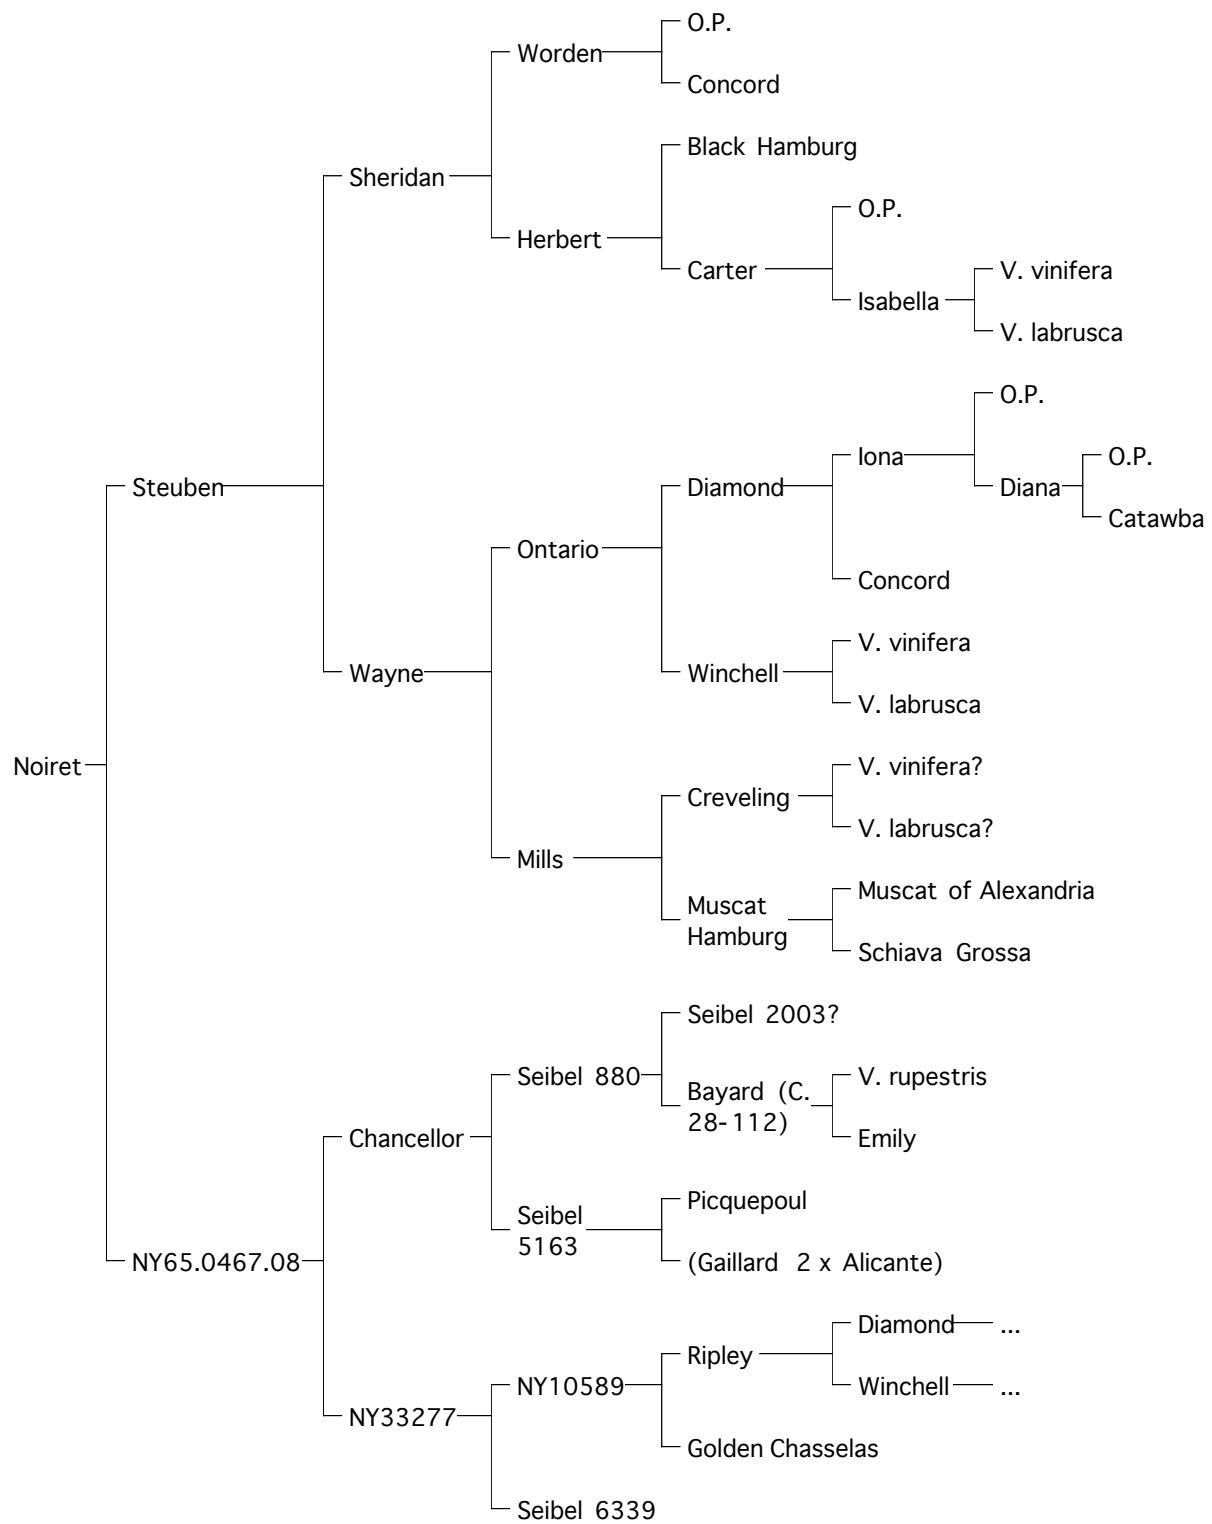 O.P.
Worden
Concord
Black Hamburg
Sheridan
O.P.
Herbert
Carter
V. vinifera
Isabella
V. labrusca
O.P.
Iona
O.P.
Steuben
Diamond
Diana
Catawba
Ontario
Concord
V. vinifera
Wayne
Winchell
V. labrusca
Noiret
V. vinifera?
Creveling
V. labrusca?
Mills
Muscat of Alexandria
Muscat
Hamburg
Schiava Grossa
Seibel 2003?
Seibel 880
V. rupestris
Bayard (C.
28-112)
Chancellor
Emily
Picquepoul
Seibel
5163
NY65.0467.08
(Gaillard 2 x Alicante)
Diamond ...
Ripley
NY10589
Winchell ...
NY33277
Golden Chasselas
Seibel 6339